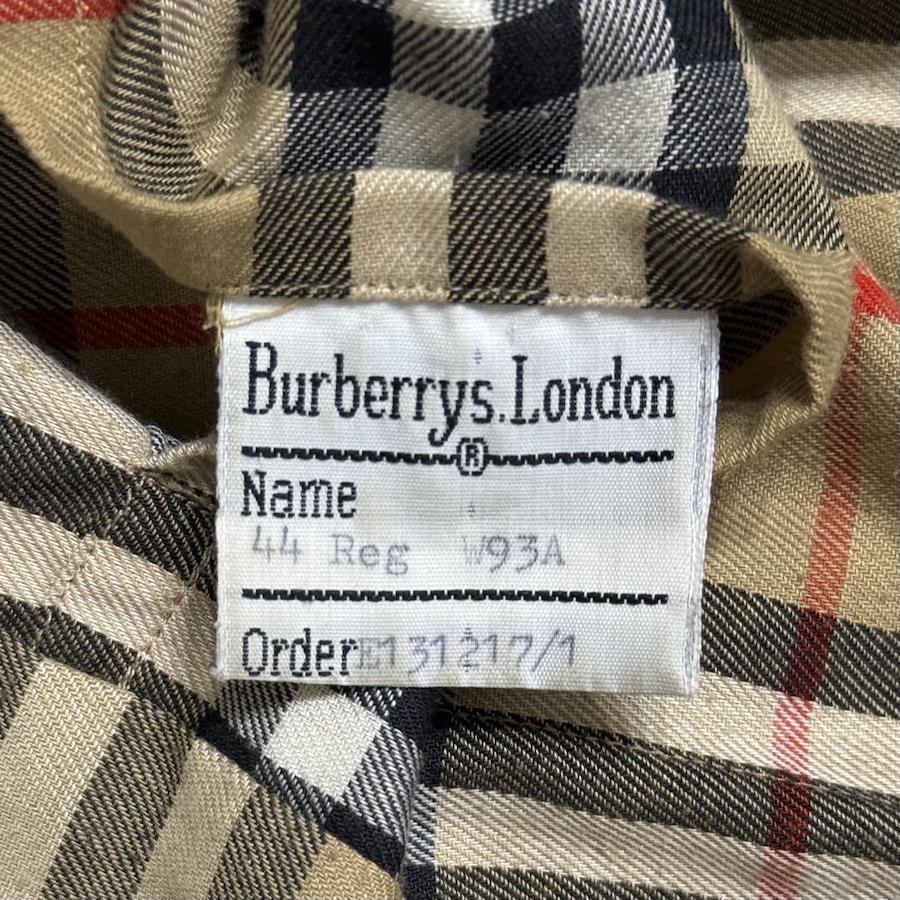 Burberrys.London
®
Name
44 Reg W93A
Order E131217/1